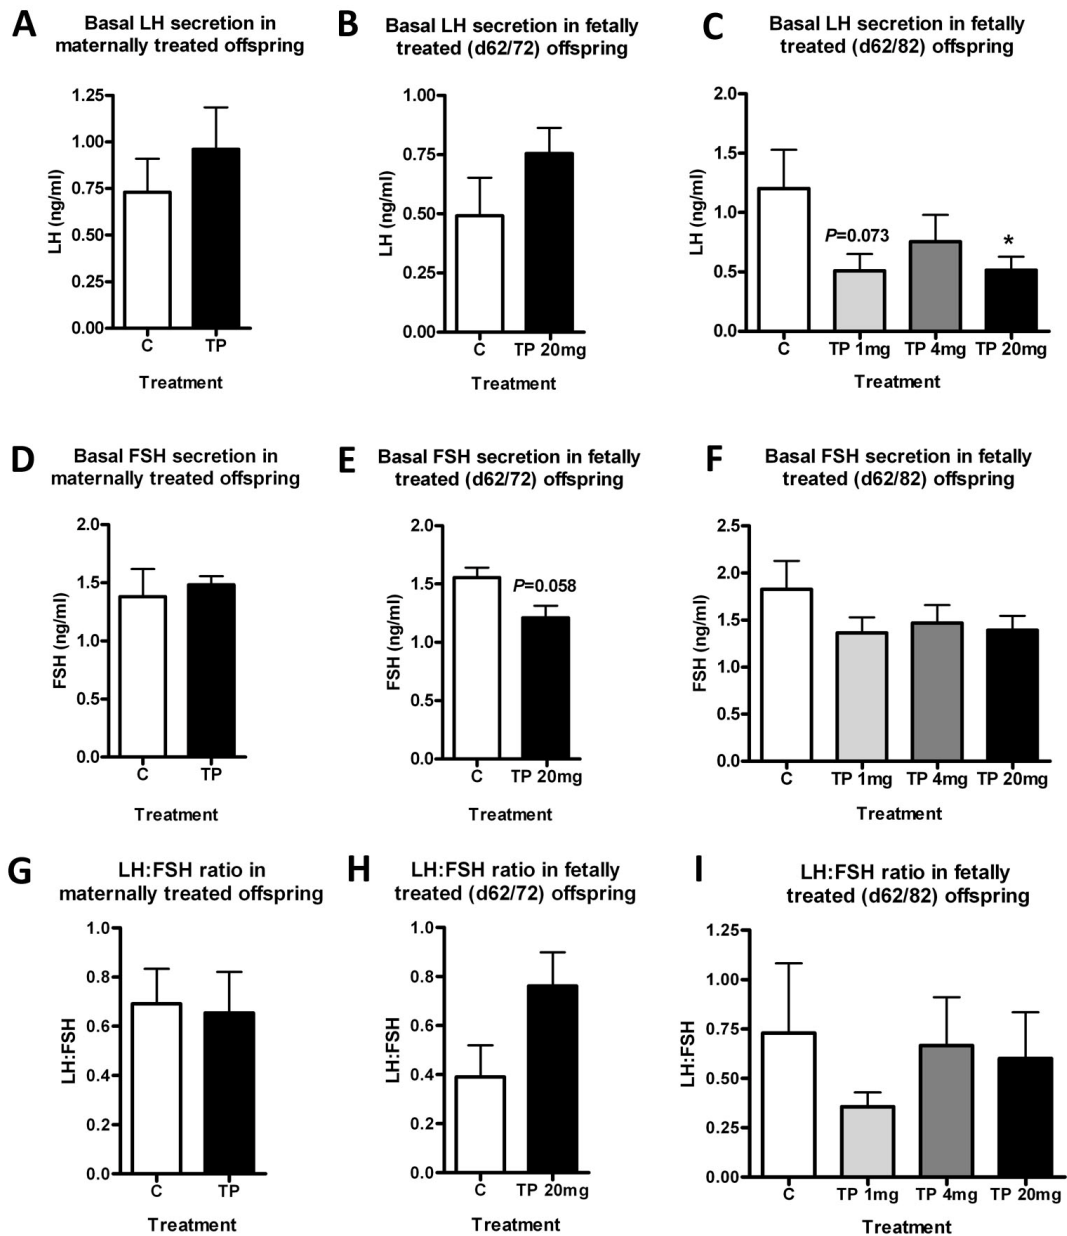 A
Basal LH secretion in
maternally treated offspring
1.25
1.00
0.75
0.50
0.25
0.00
LH (ng/ml)
C TP
Treatment
B
Basal LH secretion in fetally
treated (d62/72) offspring
1.00
0.75
0.50
0.25
0.00
LH (ng/ml)
C TP 20mg
Treatment
C
Basal LH secretion in fetally
treated (d62/82) offspring
2.0
1.5
1.0
0.5
0.0
LH (ng/ml)
P=0.073
*
C TP 1mg TP 4mg TP 20mg
Treatment
D
Basal FSH secretion in
maternally treated offspring
2.0
1.5
1.0
0.5
0.0
FSH (ng/ml)
C TP
Treatment
E
Basal FSH secretion in fetally
treated (d62/72) offspring
2.0
1.5
1.0
0.5
0.0
FSH (ng/ml)
P=0.058
C TP 20mg
Treatment
F
Basal FSH secretion in fetally
treated (d62/82) offspring
2.5
2.0
1.5
1.0
0.5
0.0
FSH (ng/ml)
C TP 1mg TP 4mg TP 20mg
Treatment
G
LH:FSH ratio in
maternally treated offspring
1.0
0.8
0.6
0.4
0.2
0.0
LH:FSH
C TP
Treatment
H
LH:FSH ratio in fetally
treated (d62/72) offspring
1.0
0.8
0.6
0.4
0.2
0.0
LH:FSH
C TP 20mg
Treatment
I
LH:FSH ratio in fetally
treated (d62/82) offspring
1.25
1.00
0.75
0.50
0.25
0.00
LH:FSH
C TP 1mg TP 4mg TP 20mg
Treatment